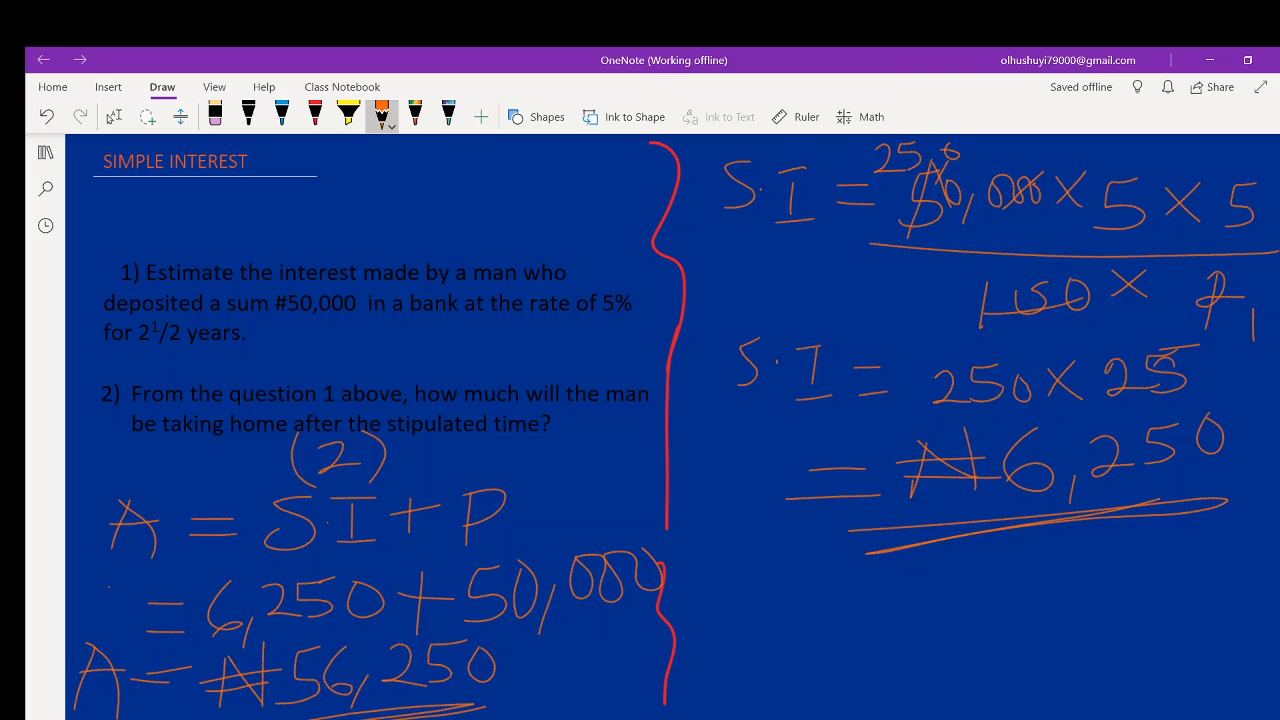 OneNote (Working offline)
olhushuyi79000@gmail.com
Home Insert Draw View Help Class Notebook
Saved offline Share
Shapes Ink to Shape Ink to Text Ruler Math
SIMPLE INTEREST
1) Estimate the interest made by a man who
deposited a sum #50,000 in a bank at the rate of 5%
for 2¹/2 years.
2) From the question 1 above, how much will the man
be taking home after the stipulated time?
(2)
A = S.I + P
= 6,250 + 50,000
A = ₦56,250
S.I = 50,000 × 5 × 5
100 × 2
S.I = 250 × 25
= ₦6,250